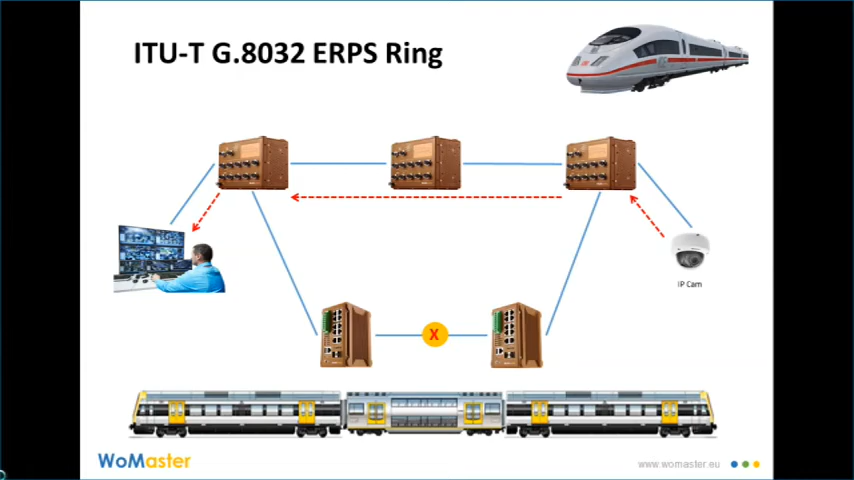 ITU-T G.8032 ERPS Ring
IP Cam
X
WoMaster
www.womaster.eu